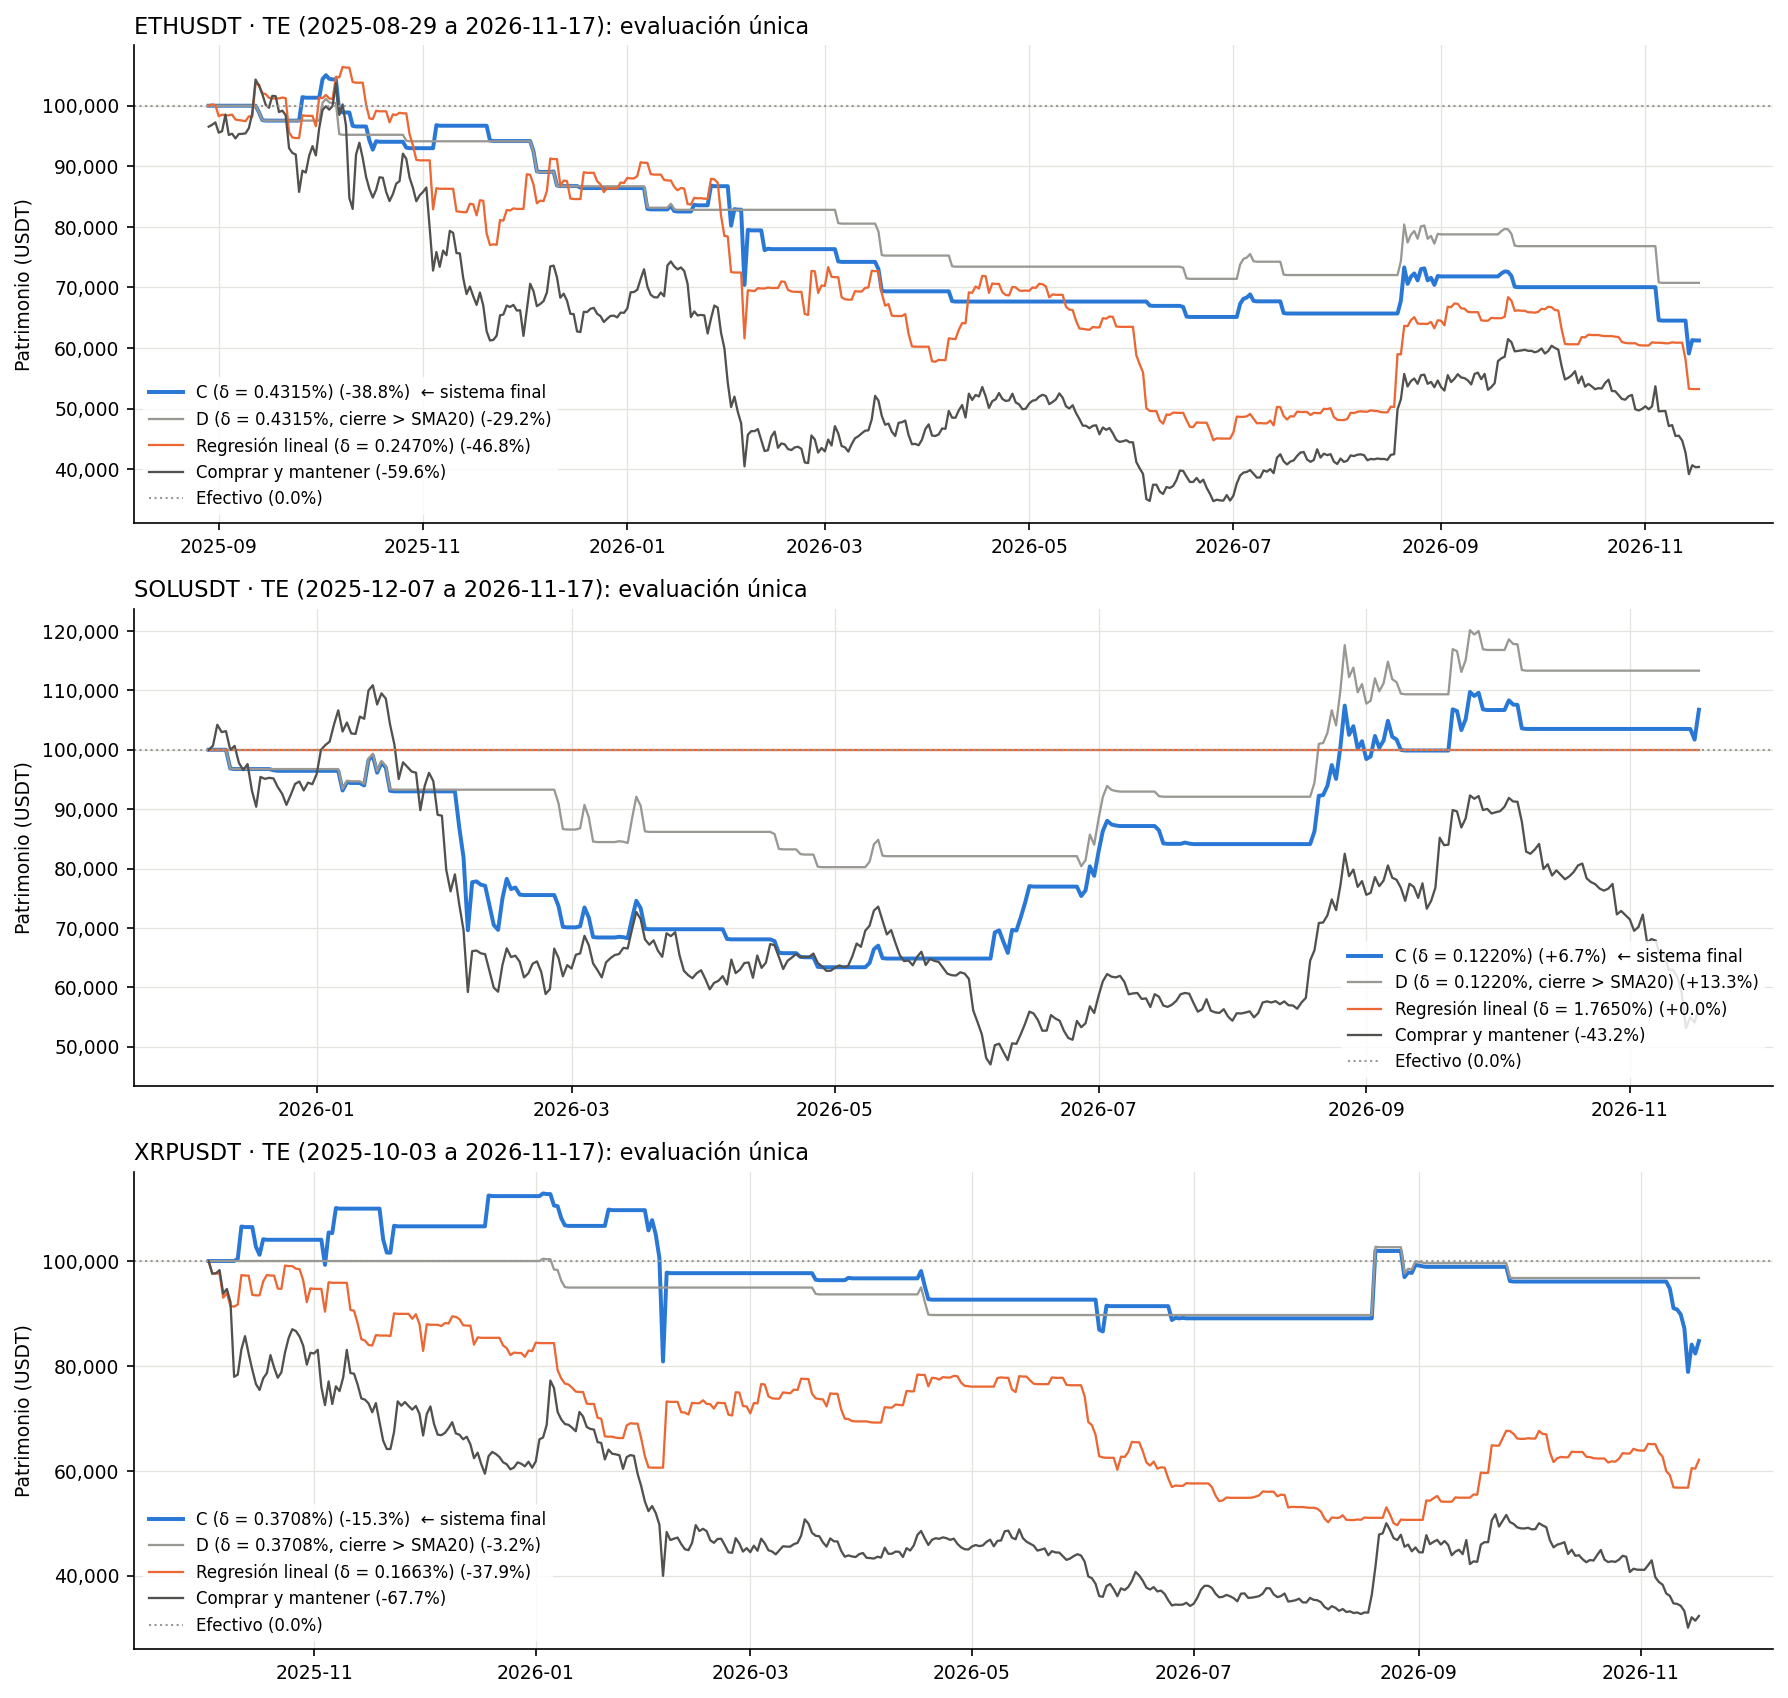 ETHUSDT · TE (2025-08-29 a 2026-11-17): evaluación única
Patrimonio (USDT)
100,000
90,000
80,000
70,000
60,000
50,000
40,000
C (δ = 0.4315%) (-38.8%) ← sistema final
D (δ = 0.4315%, cierre > SMA20) (-29.2%)
Regresión lineal (δ = 0.2470%) (-46.8%)
Comprar y mantener (-59.6%)
Efectivo (0.0%)
2025-09 2025-11 2026-01 2026-03 2026-05 2026-07 2026-09 2026-11
SOLUSDT · TE (2025-12-07 a 2026-11-17): evaluación única
Patrimonio (USDT)
120,000
110,000
100,000
90,000
80,000
70,000
60,000
50,000
C (δ = 0.1220%) (+6.7%) ← sistema final
D (δ = 0.1220%, cierre > SMA20) (+13.3%)
Regresión lineal (δ = 1.7650%) (+0.0%)
Comprar y mantener (-43.2%)
Efectivo (0.0%)
2026-01 2026-03 2026-05 2026-07 2026-09 2026-11
XRPUSDT · TE (2025-10-03 a 2026-11-17): evaluación única
Patrimonio (USDT)
100,000
80,000
60,000
40,000
C (δ = 0.3708%) (-15.3%) ← sistema final
D (δ = 0.3708%, cierre > SMA20) (-3.2%)
Regresión lineal (δ = 0.1663%) (-37.9%)
Comprar y mantener (-67.7%)
Efectivo (0.0%)
2025-11 2026-01 2026-03 2026-05 2026-07 2026-09 2026-11